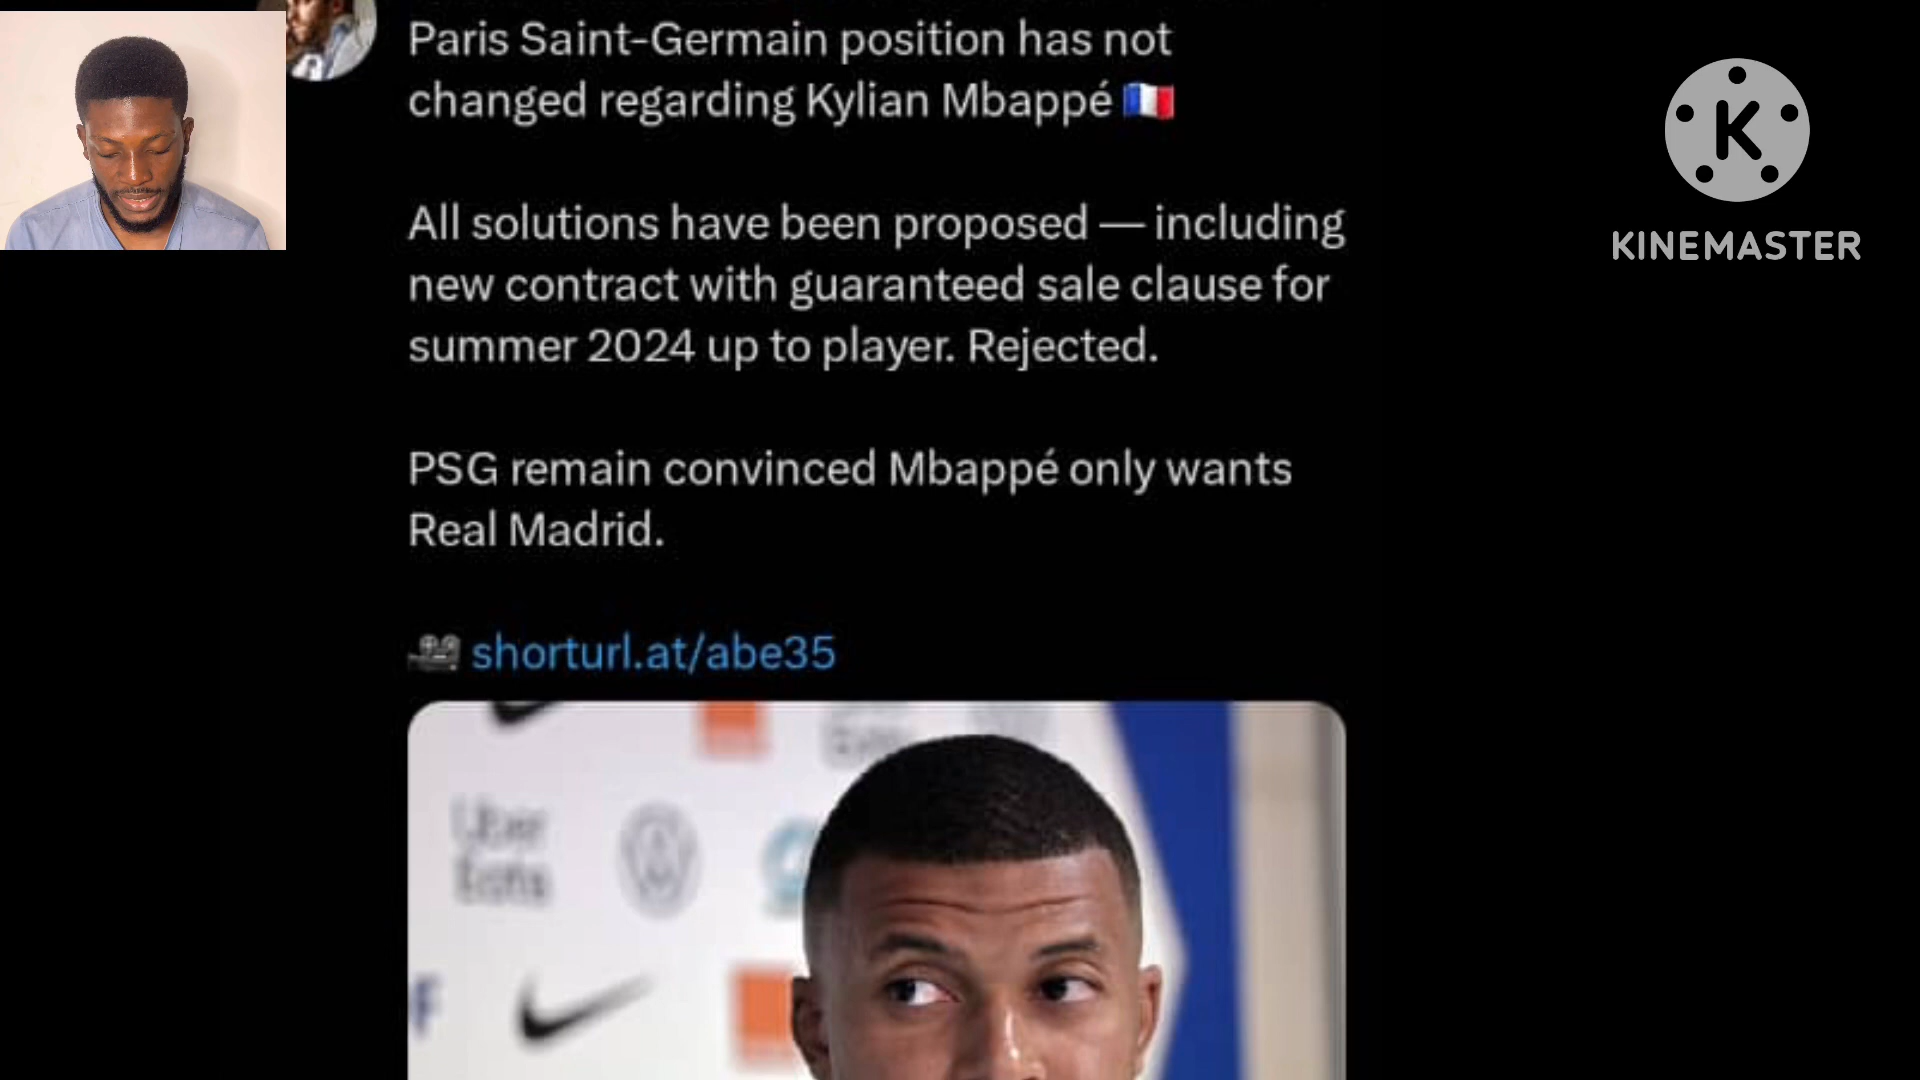 Paris Saint-Germain position has not
changed regarding Kylian Mbappé 🇫🇷
All solutions have been proposed — including
new contract with guaranteed sale clause for
summer 2024 up to player. Rejected.
PSG remain convinced Mbappé only wants
Real Madrid.
🎥 shorturl.at/abe35
Uber
Eats
F
K
KINEMASTER